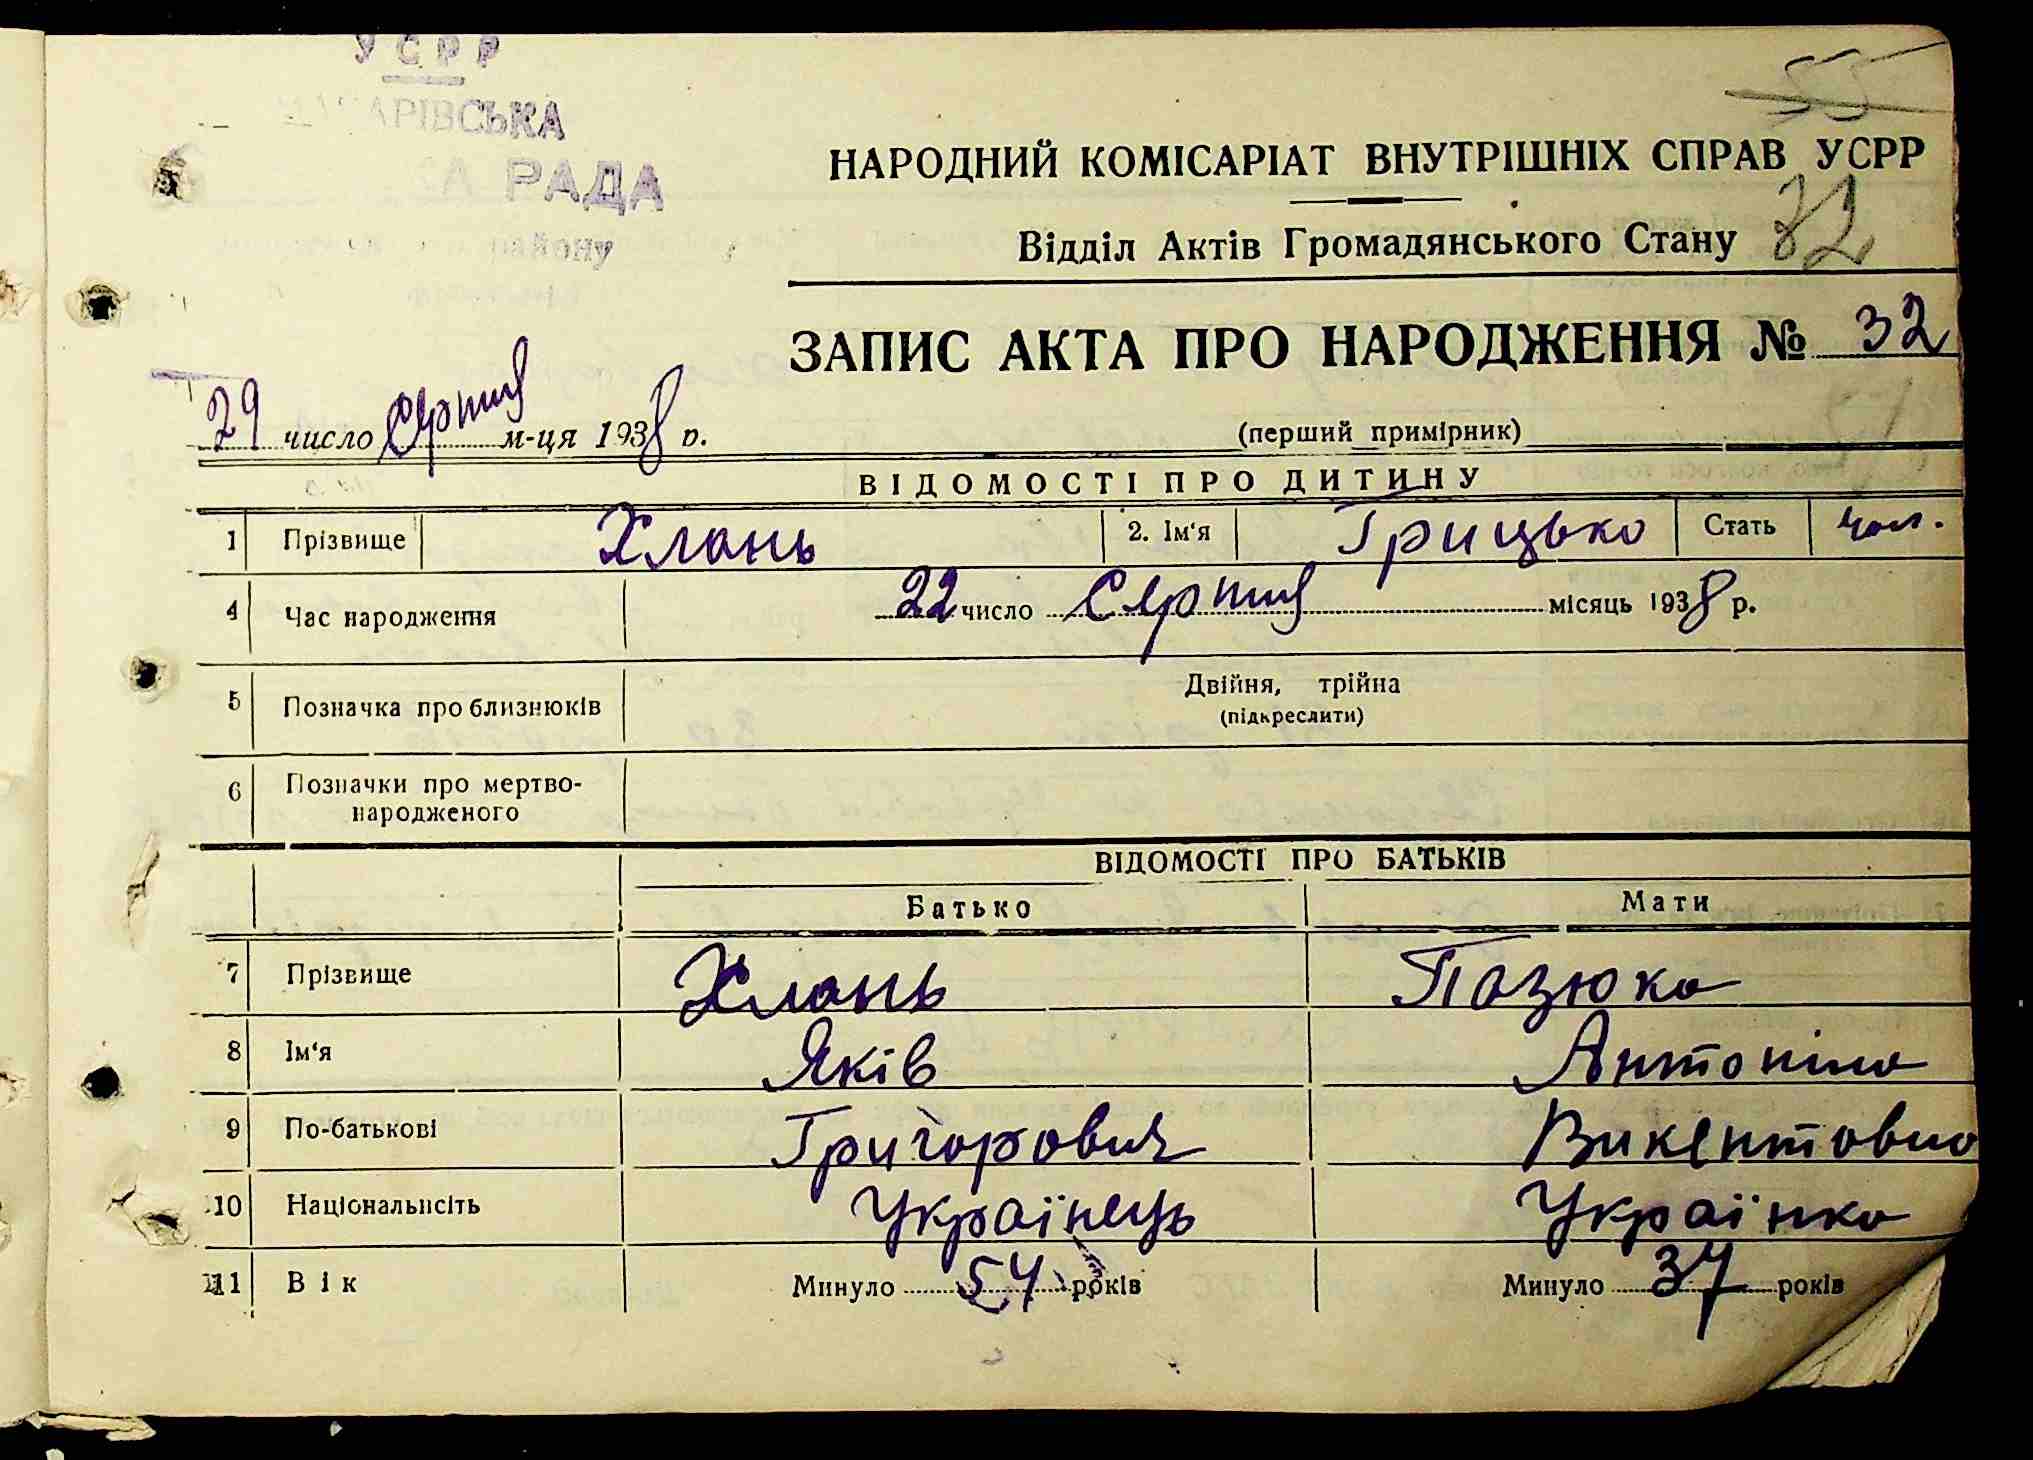 УСРР
АРІВСЬКА
РАДА
району
55
НАРОДНИЙ КОМІСАРІАТ ВНУТРІШНІХ СПРАВ УСРР
Відділ Актів Громадянського Стану 32
ЗАПИС АКТА ПРО НАРОДЖЕННЯ № 32
29 число Серпня м-ця 1938 р. (перший примірник)
ВІДОМОСТІ ПРО ДИТИНУ
1 Прізвище Хлань 2. Ім'я Грицько Стать чол.
4 Час народження 22 число Серпня місяць 1938 р.
5 Позначка про близнюків Двійня, трійна
(підкреслити)
6 Позначки про мертво-
народженого
ВІДОМОСТІ ПРО БАТЬКІВ
Батько Мати
7 Прізвище Хлань Пазюка
8 Ім'я Яків Антоніна
9 По-батькові Григорович Викентовна
10 Національність Українець Українка
11 Вік Минуло 54 років Минуло 37 років